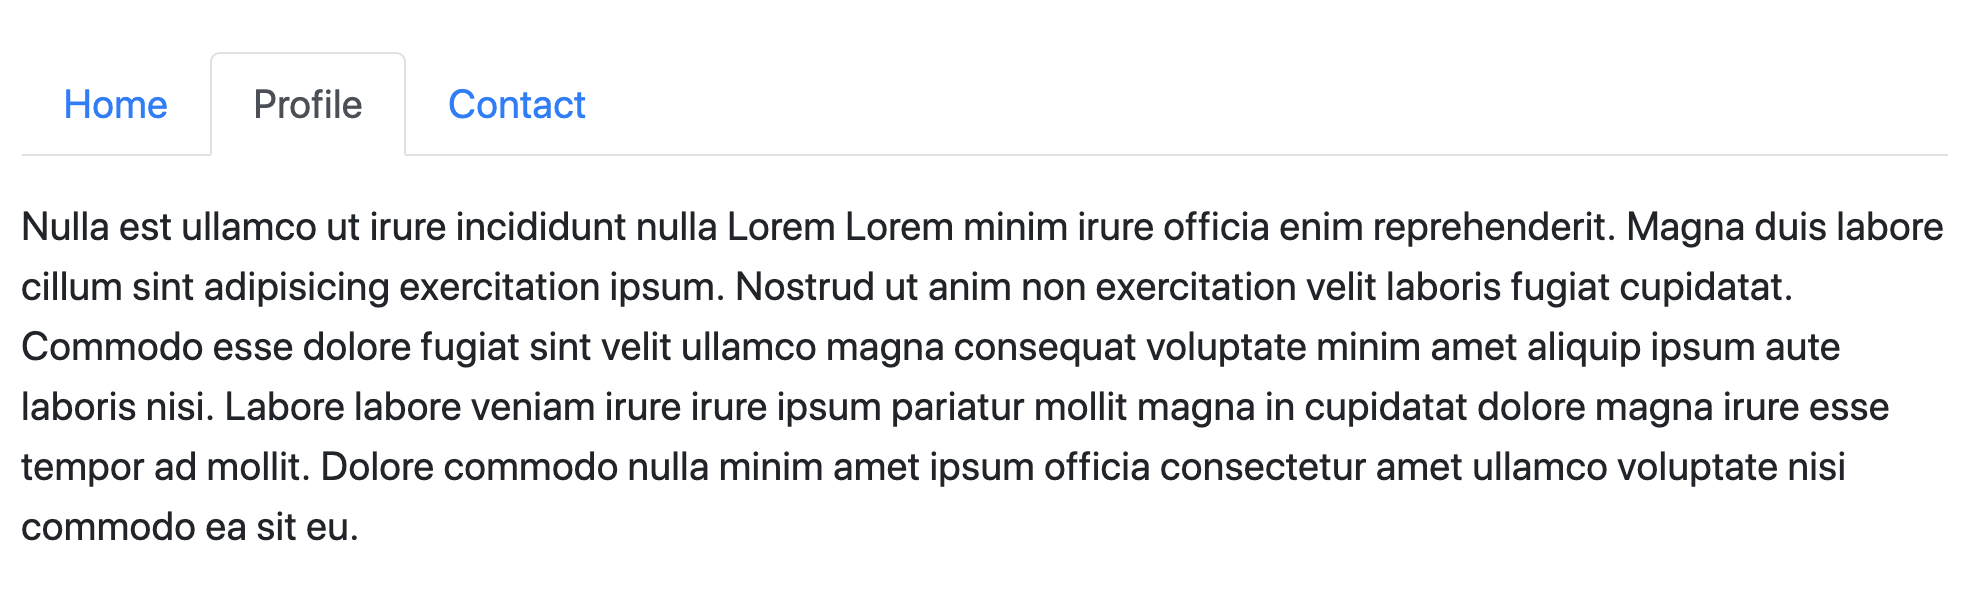 Home Profile Contact
Nulla est ullamco ut irure incididunt nulla Lorem Lorem minim irure officia enim reprehenderit. Magna duis labore
cillum sint adipisicing exercitation ipsum. Nostrud ut anim non exercitation velit laboris fugiat cupidatat.
Commodo esse dolore fugiat sint velit ullamco magna consequat voluptate minim amet aliquip ipsum aute
laboris nisi. Labore labore veniam irure irure ipsum pariatur mollit magna in cupidatat dolore magna irure esse
tempor ad mollit. Dolore commodo nulla minim amet ipsum officia consectetur amet ullamco voluptate nisi
commodo ea sit eu.